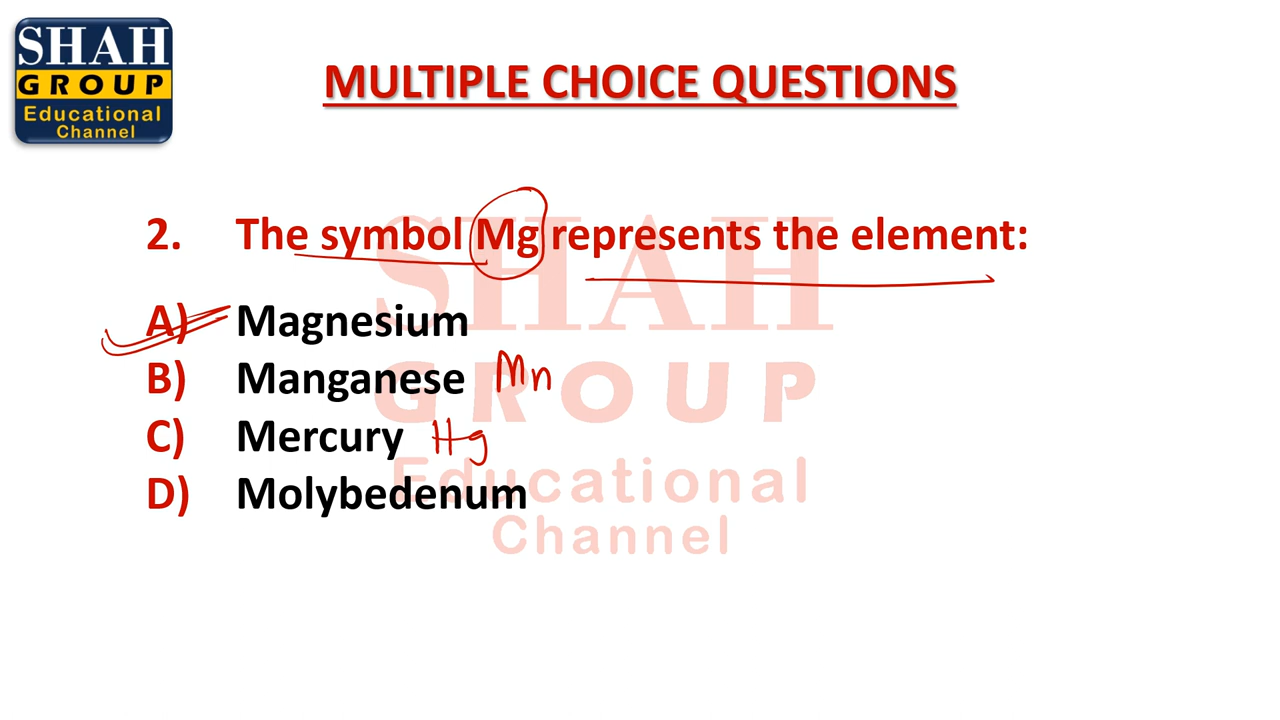 SHAH
GROUP
Educational
Channel
MULTIPLE CHOICE QUESTIONS
2. The symbol Mg represents the element:
A) Magnesium
B) Manganese Mn
C) Mercury Hg
D) Molybedenum
SHAH
GROUP
Educational
Channel